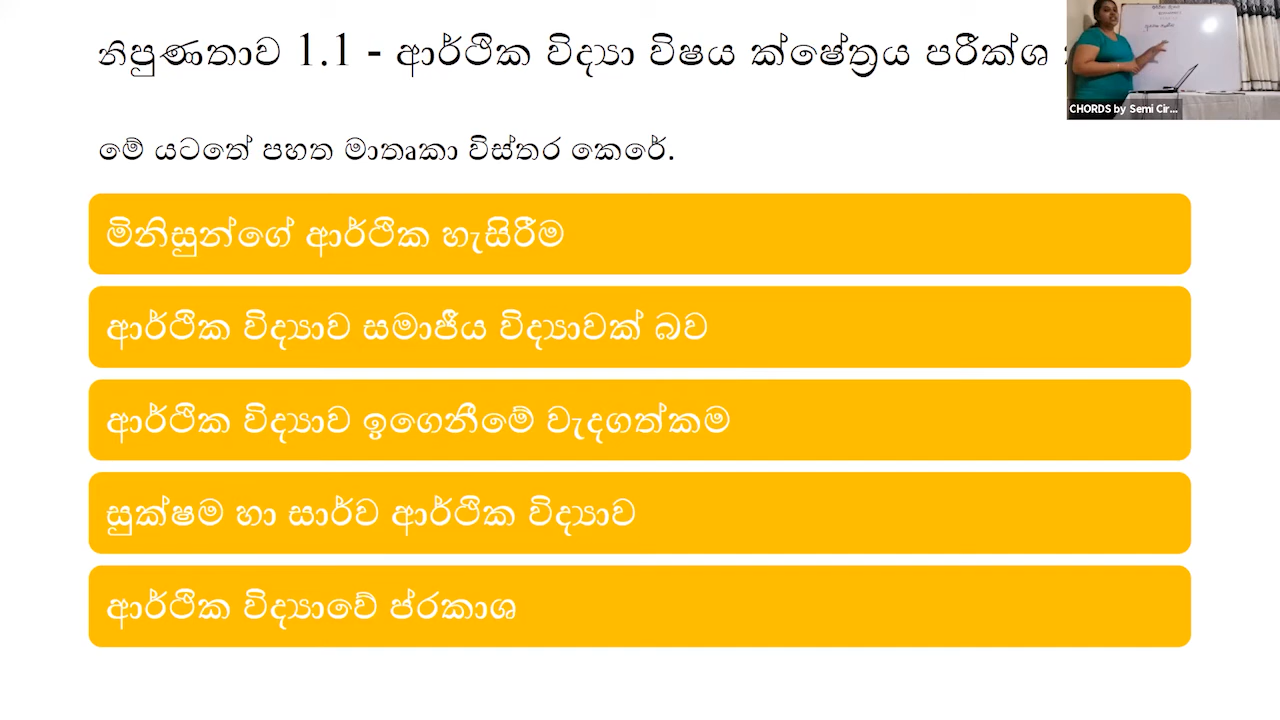 නිපුණතාව 1.1 - ආර්ථික විද්‍යා විෂය ක්ෂේත්‍රය පරීක්ශ
CHORDS by Semi Cir...
මේ යටතේ පහත මාතෘකා විස්තර කෙරේ.
මිනිසුන්ගේ ආර්ථික හැසිරීම
ආර්ථික විද්‍යාව සමාජීය විද්‍යාවක් බව
ආර්ථික විද්‍යාව ඉගෙනීමේ වැදගත්කම
සුක්ෂම හා සාර්ව ආර්ථික විද්‍යාව
ආර්ථික විද්‍යාවේ ප්රකාශ